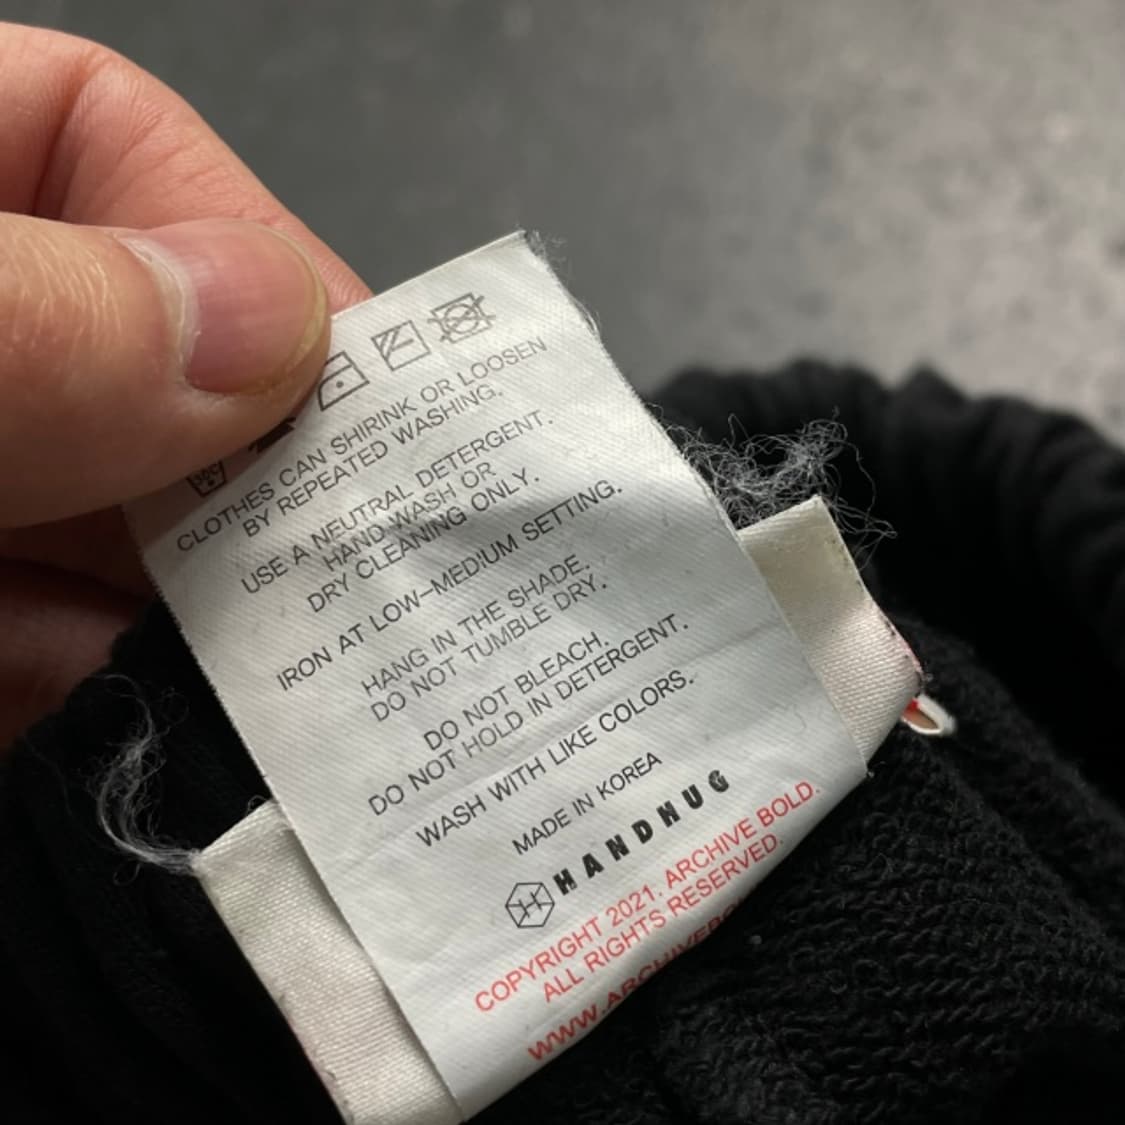 30C
CLOTHES CAN SHIRINK OR LOOSEN
BY REPEATED WASHING.
USE A NEUTRAL DETERGENT.
HAND-WASH OR
DRY CLEANING ONLY.
IRON AT LOW-MEDIUM SETTING.
HANG IN THE SHADE.
DO NOT TUMBLE DRY.
DO NOT BLEACH.
DO NOT HOLD IN DETERGENT.
WASH WITH LIKE COLORS.
MADE IN KOREA
H HANDHUG
COPYRIGHT 2021. ARCHIVE BOLD.
ALL RIGHTS RESERVED.